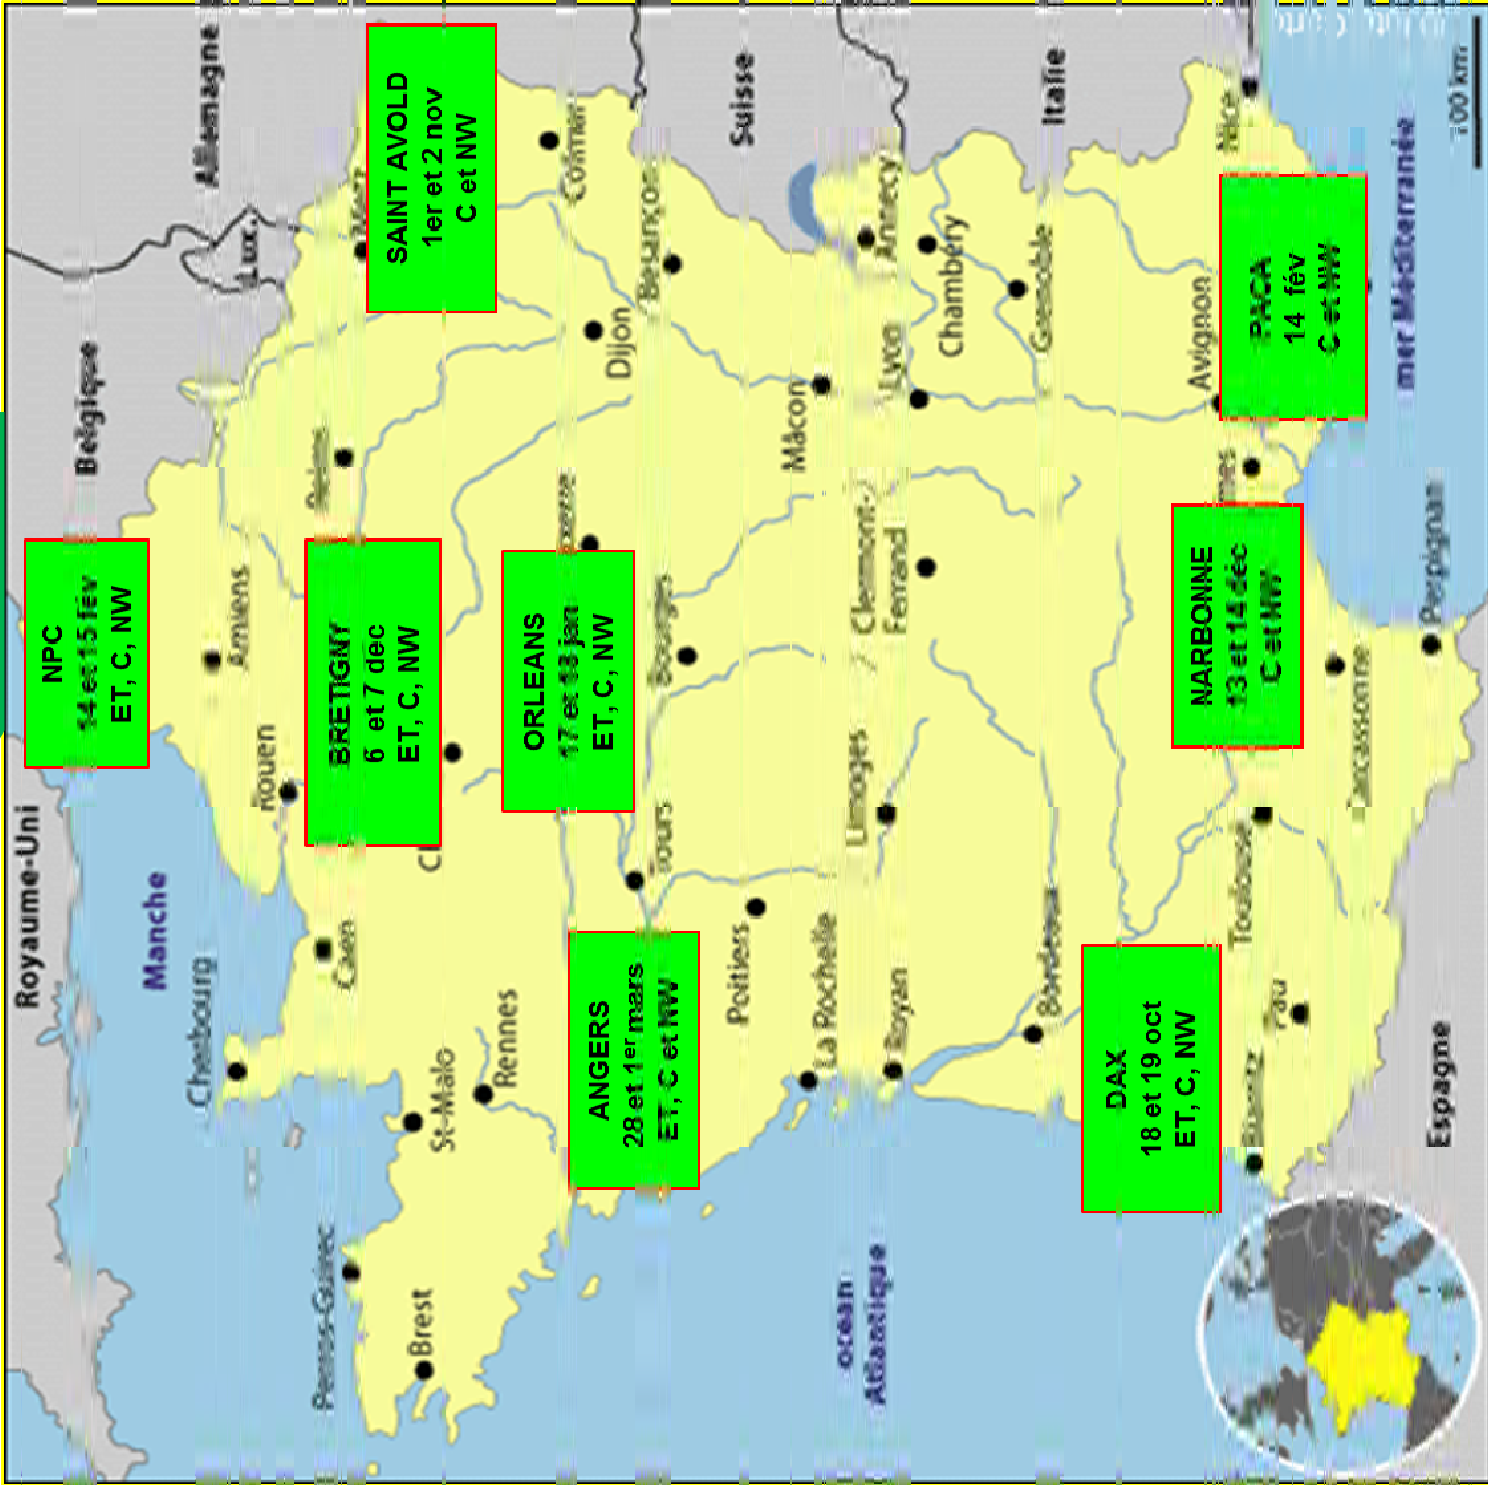 Royaume-Uni
Belgique
Allemagne
Lux.
Suisse
Italie
Espagne
Manche
océan
Atlantique
mer Méditerranée
NPC
14 et 15 fév
ET, C, NW
SAINT AVOLD
1er et 2 nov
C et NW
BRETIGNY
6 et 7 dec
ET, C, NW
ORLEANS
ET, C, NW
ANGERS
28 et 1er mars
ET, C et NW
DAX
18 et 19 oct
ET, C, NW
NARBONNE
13 et 14 déc
C et NW
PACA
14 fév
C et NW
Cherbourg
Caen
Rouen
Amiens
Reims
Brest
St-Malo
Rennes
Tours
Bourges
Dijon
Besançon
Colmar
Poitiers
La Rochelle
Royan
Limoges
Clermont-
Ferrand
Mâcon
Lyon
Annecy
Chambéry
Grenoble
Bordeaux
Toulouse
Pau
Carcassonne
Perpignan
Avignon
Nice
100 km